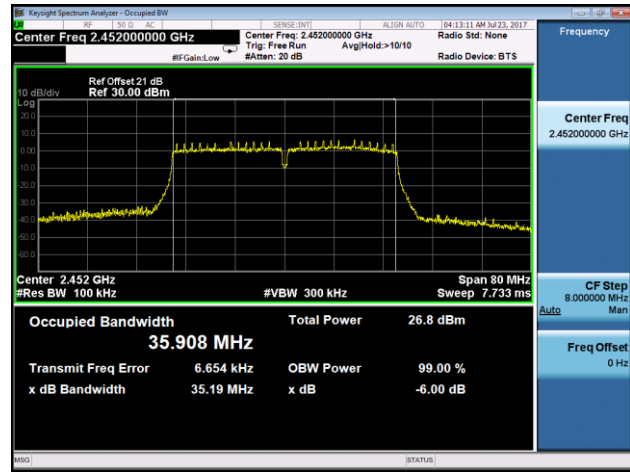 Keysight Spectrum Analyzer - Occupied BW
RF 50 Ω AC SENSE:INT ALIGN AUTO 04:13:11 AM Jul 23, 2017
Center Freq 2.452000000 GHz Center Freq: 2.452000000 GHz Radio Std: None Frequency
Trig: Free Run Avg|Hold:>10/10
#IFGain:Low #Atten: 20 dB Radio Device: BTS
Ref Offset 21 dB
10 dB/div Ref 30.00 dBm
Log
20.0
10.0
0.00
-10.0
-20.0
-30.0
-40.0
-50.0
-60.0
Center Freq
2.452000000 GHz
Center 2.452 GHz Span 80 MHz
#Res BW 100 kHz #VBW 300 kHz Sweep 7.733 ms
CF Step
8.000000 MHz
Auto Man
Occupied Bandwidth Total Power 26.8 dBm
35.908 MHz
Freq Offset
0 Hz
Transmit Freq Error 6.654 kHz OBW Power 99.00 %
x dB Bandwidth 35.19 MHz x dB -6.00 dB
MSG STATUS